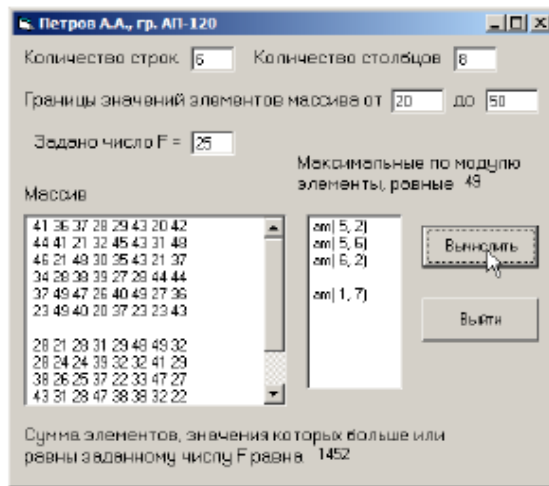 Петров А.А., гр. АП-120
Количество строк 6 Количество столбцов 8
Границы значений элементов массива от 20 до 50
Задано число F = 25
Максимальные по модулю
элементы, равные 49
Массив
41 36 37 28 29 43 20 42
44 41 21 32 45 43 31 48
46 21 48 30 35 43 21 37
34 28 38 39 27 28 44 44
37 49 47 26 40 49 27 36
23 49 40 20 37 23 23 43
28 21 28 31 29 48 49 32
28 24 24 39 32 32 41 29
38 26 25 37 22 33 47 27
43 31 28 47 38 38 32 22
am( 5, 2)
am( 5, 6)
am( 6, 2)
am( 1, 7)
Вычислить
Выйти
Сумма элементов, значения которых больше или
равны заданному числу F равна 1452